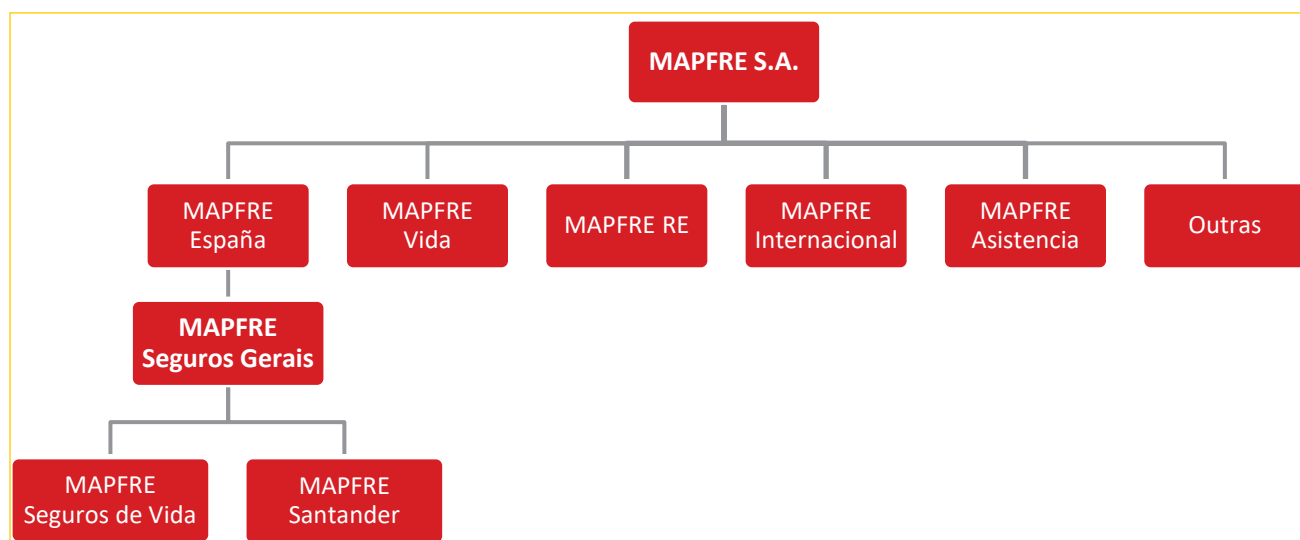 MAPFRE S.A.
MAPFRE
España
MAPFRE
Vida
MAPFRE RE
MAPFRE
Internacional
MAPFRE
Asistencia
Outras
MAPFRE
Seguros Gerais
MAPFRE
Seguros de Vida
MAPFRE
Santander